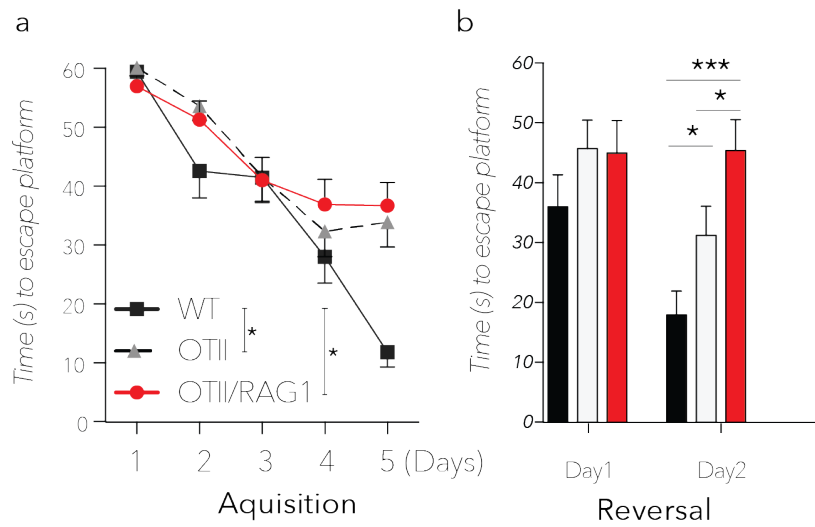 a
Time (s) to escape platform
60
50
40
30
20
10
0
WT
OTII
OTII/RAG1
*
*
1 2 3 4 5 (Days)
Aquisition
b
Time (s) to escape platform
60
50
40
30
20
10
0
***
*
*
Day1 Day2
Reversal